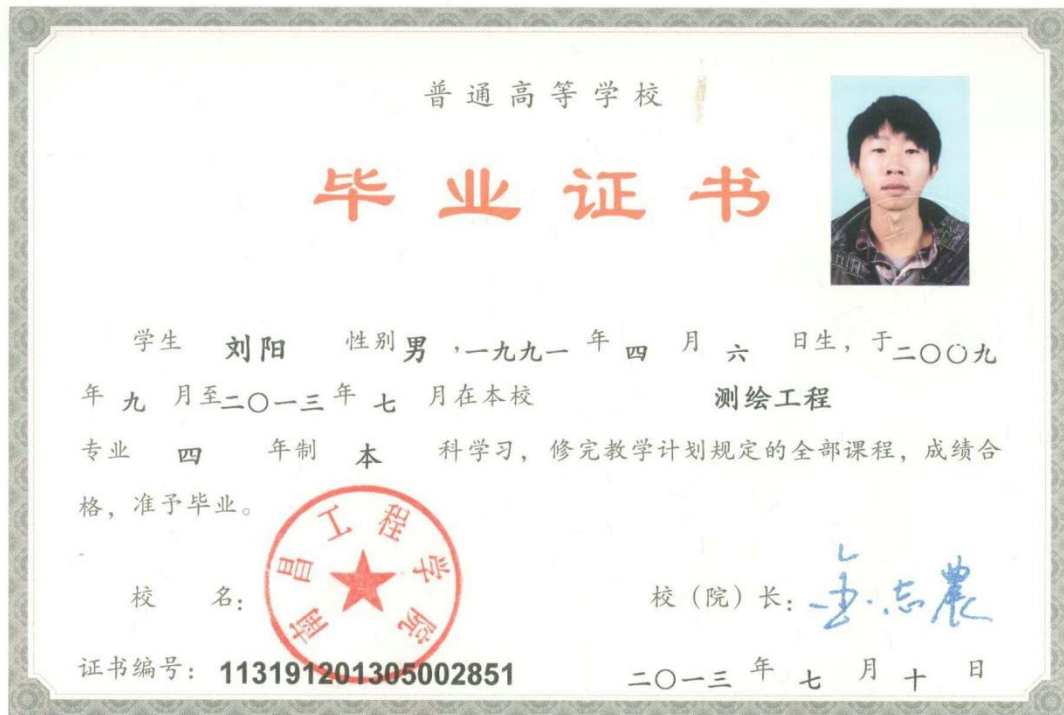 普通高等学校
毕业证书
学生 刘阳 性别 男 ,一九九一 年 四 月 六 日生，于二〇〇九
年 九 月至二〇一三 年 七 月在本校 测绘工程
专业 四 年制 本 科学习，修完教学计划规定的全部课程，成绩合
格，准予毕业。
南昌工程学院
校 名： 校（院）长：金志農
证书编号：113191201305002851 二〇一三 年 七 月 十 日